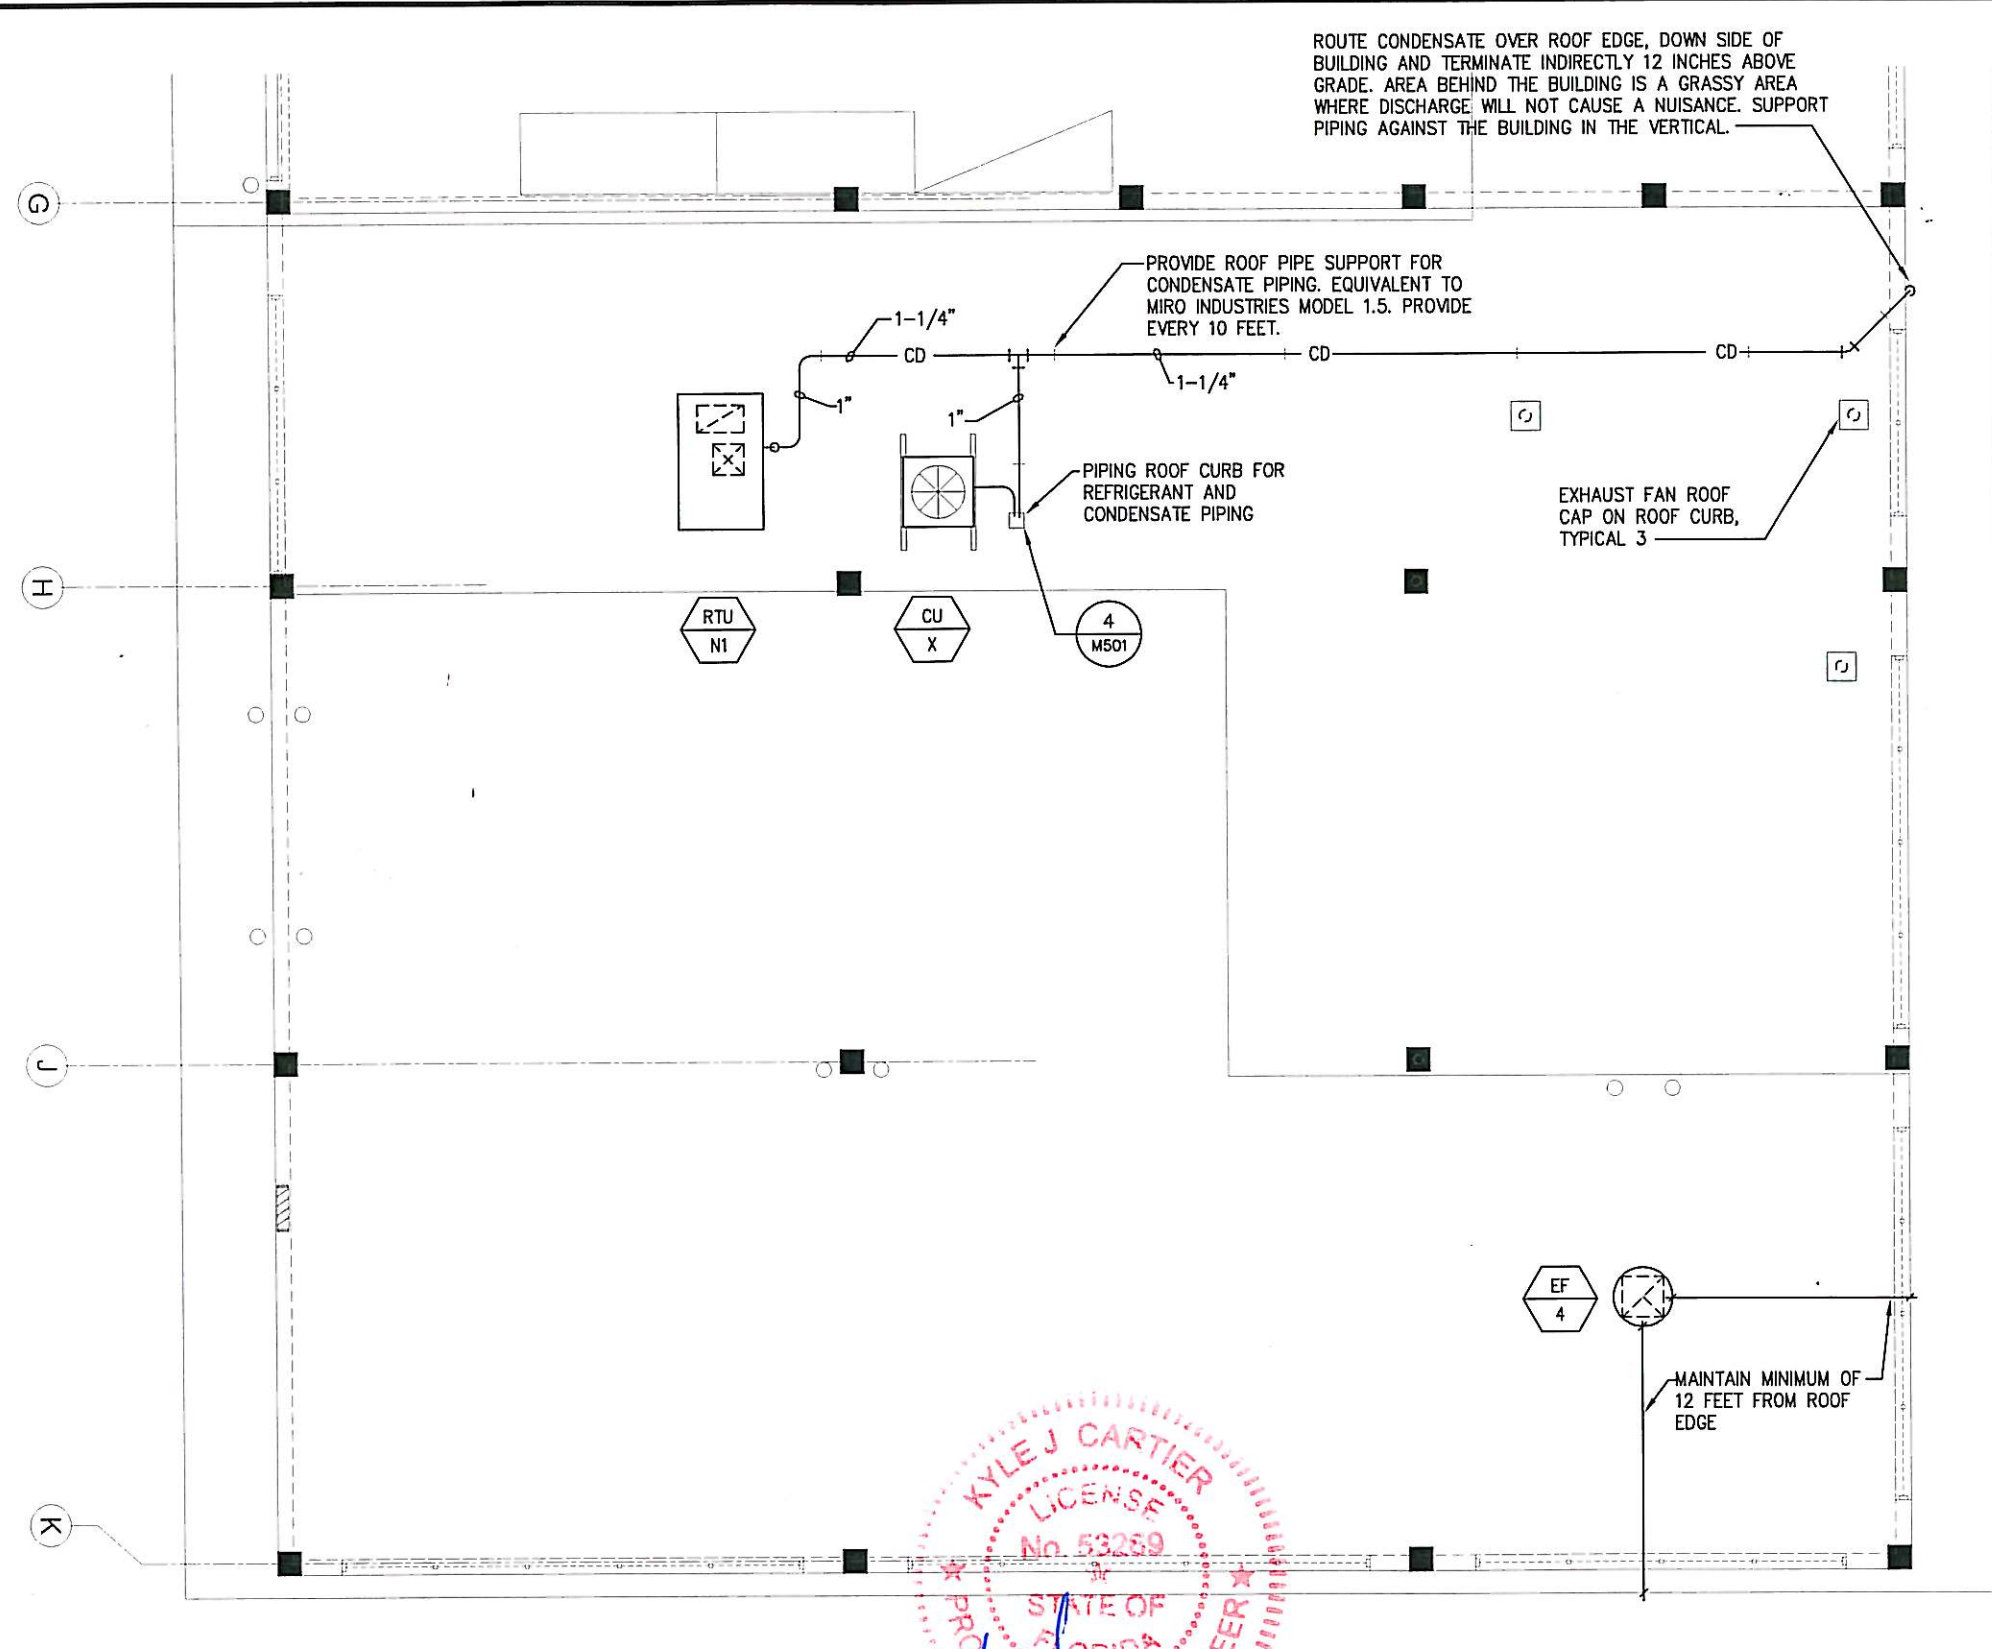 ROUTE CONDENSATE OVER ROOF EDGE, DOWN SIDE OF
BUILDING AND TERMINATE INDIRECTLY 12 INCHES ABOVE
GRADE. AREA BEHIND THE BUILDING IS A GRASSY AREA
WHERE DISCHARGE WILL NOT CAUSE A NUISANCE. SUPPORT
PIPING AGAINST THE BUILDING IN THE VERTICAL.
G
PROVIDE ROOF PIPE SUPPORT FOR
CONDENSATE PIPING. EQUIVALENT TO
MIRO INDUSTRIES MODEL 1.5. PROVIDE
EVERY 10 FEET.
1-1/4"
CD
CD
CD
1-1/4"
1"
1"
PIPING ROOF CURB FOR
REFRIGERANT AND
CONDENSATE PIPING
EXHAUST FAN ROOF
CAP ON ROOF CURB,
TYPICAL 3
H
RTU
N1
CU
X
4
M501
J
EF
4
MAINTAIN MINIMUM OF
12 FEET FROM ROOF
EDGE
K
KYLE J CARTIER
LICENSE
No. 53269
STATE OF